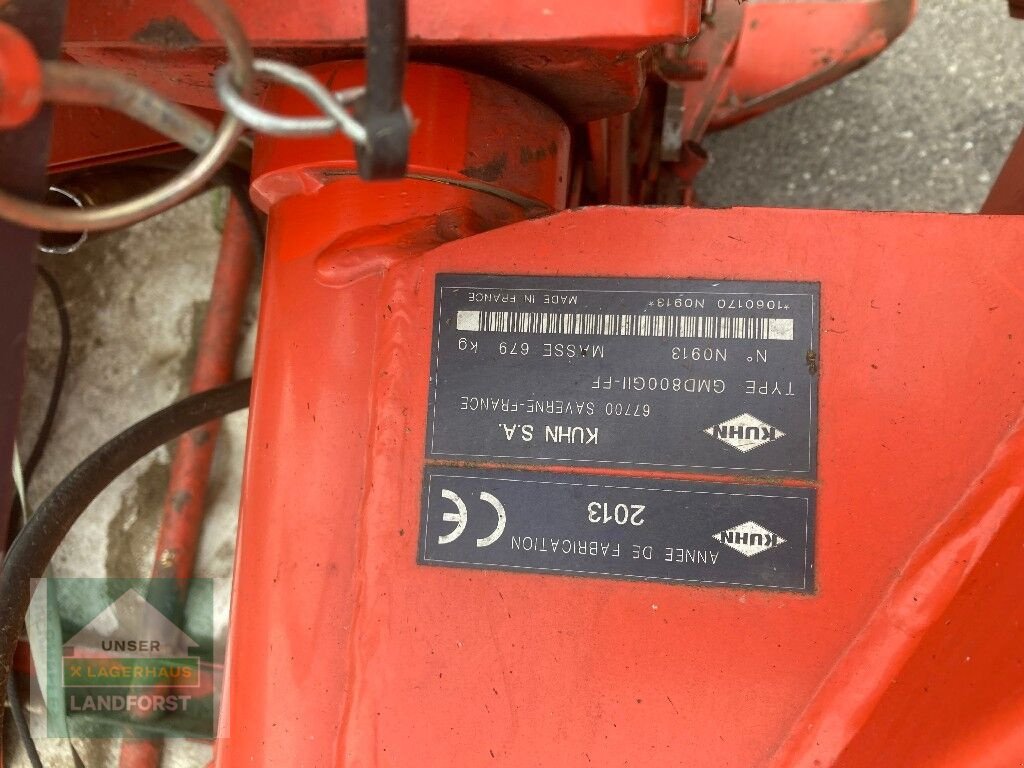 ANNEE DE FABRICATION
KUHN
2013
CE
KUHN
KUHN S.A.
67700 SAVERNE-FRANCE
TYPE GMD800GII-FF
N° N0913 MASSE 679 kg
*1060170 N0913* MADE IN FRANCE
UNSER
X LAGERHAUS
LANDFORST